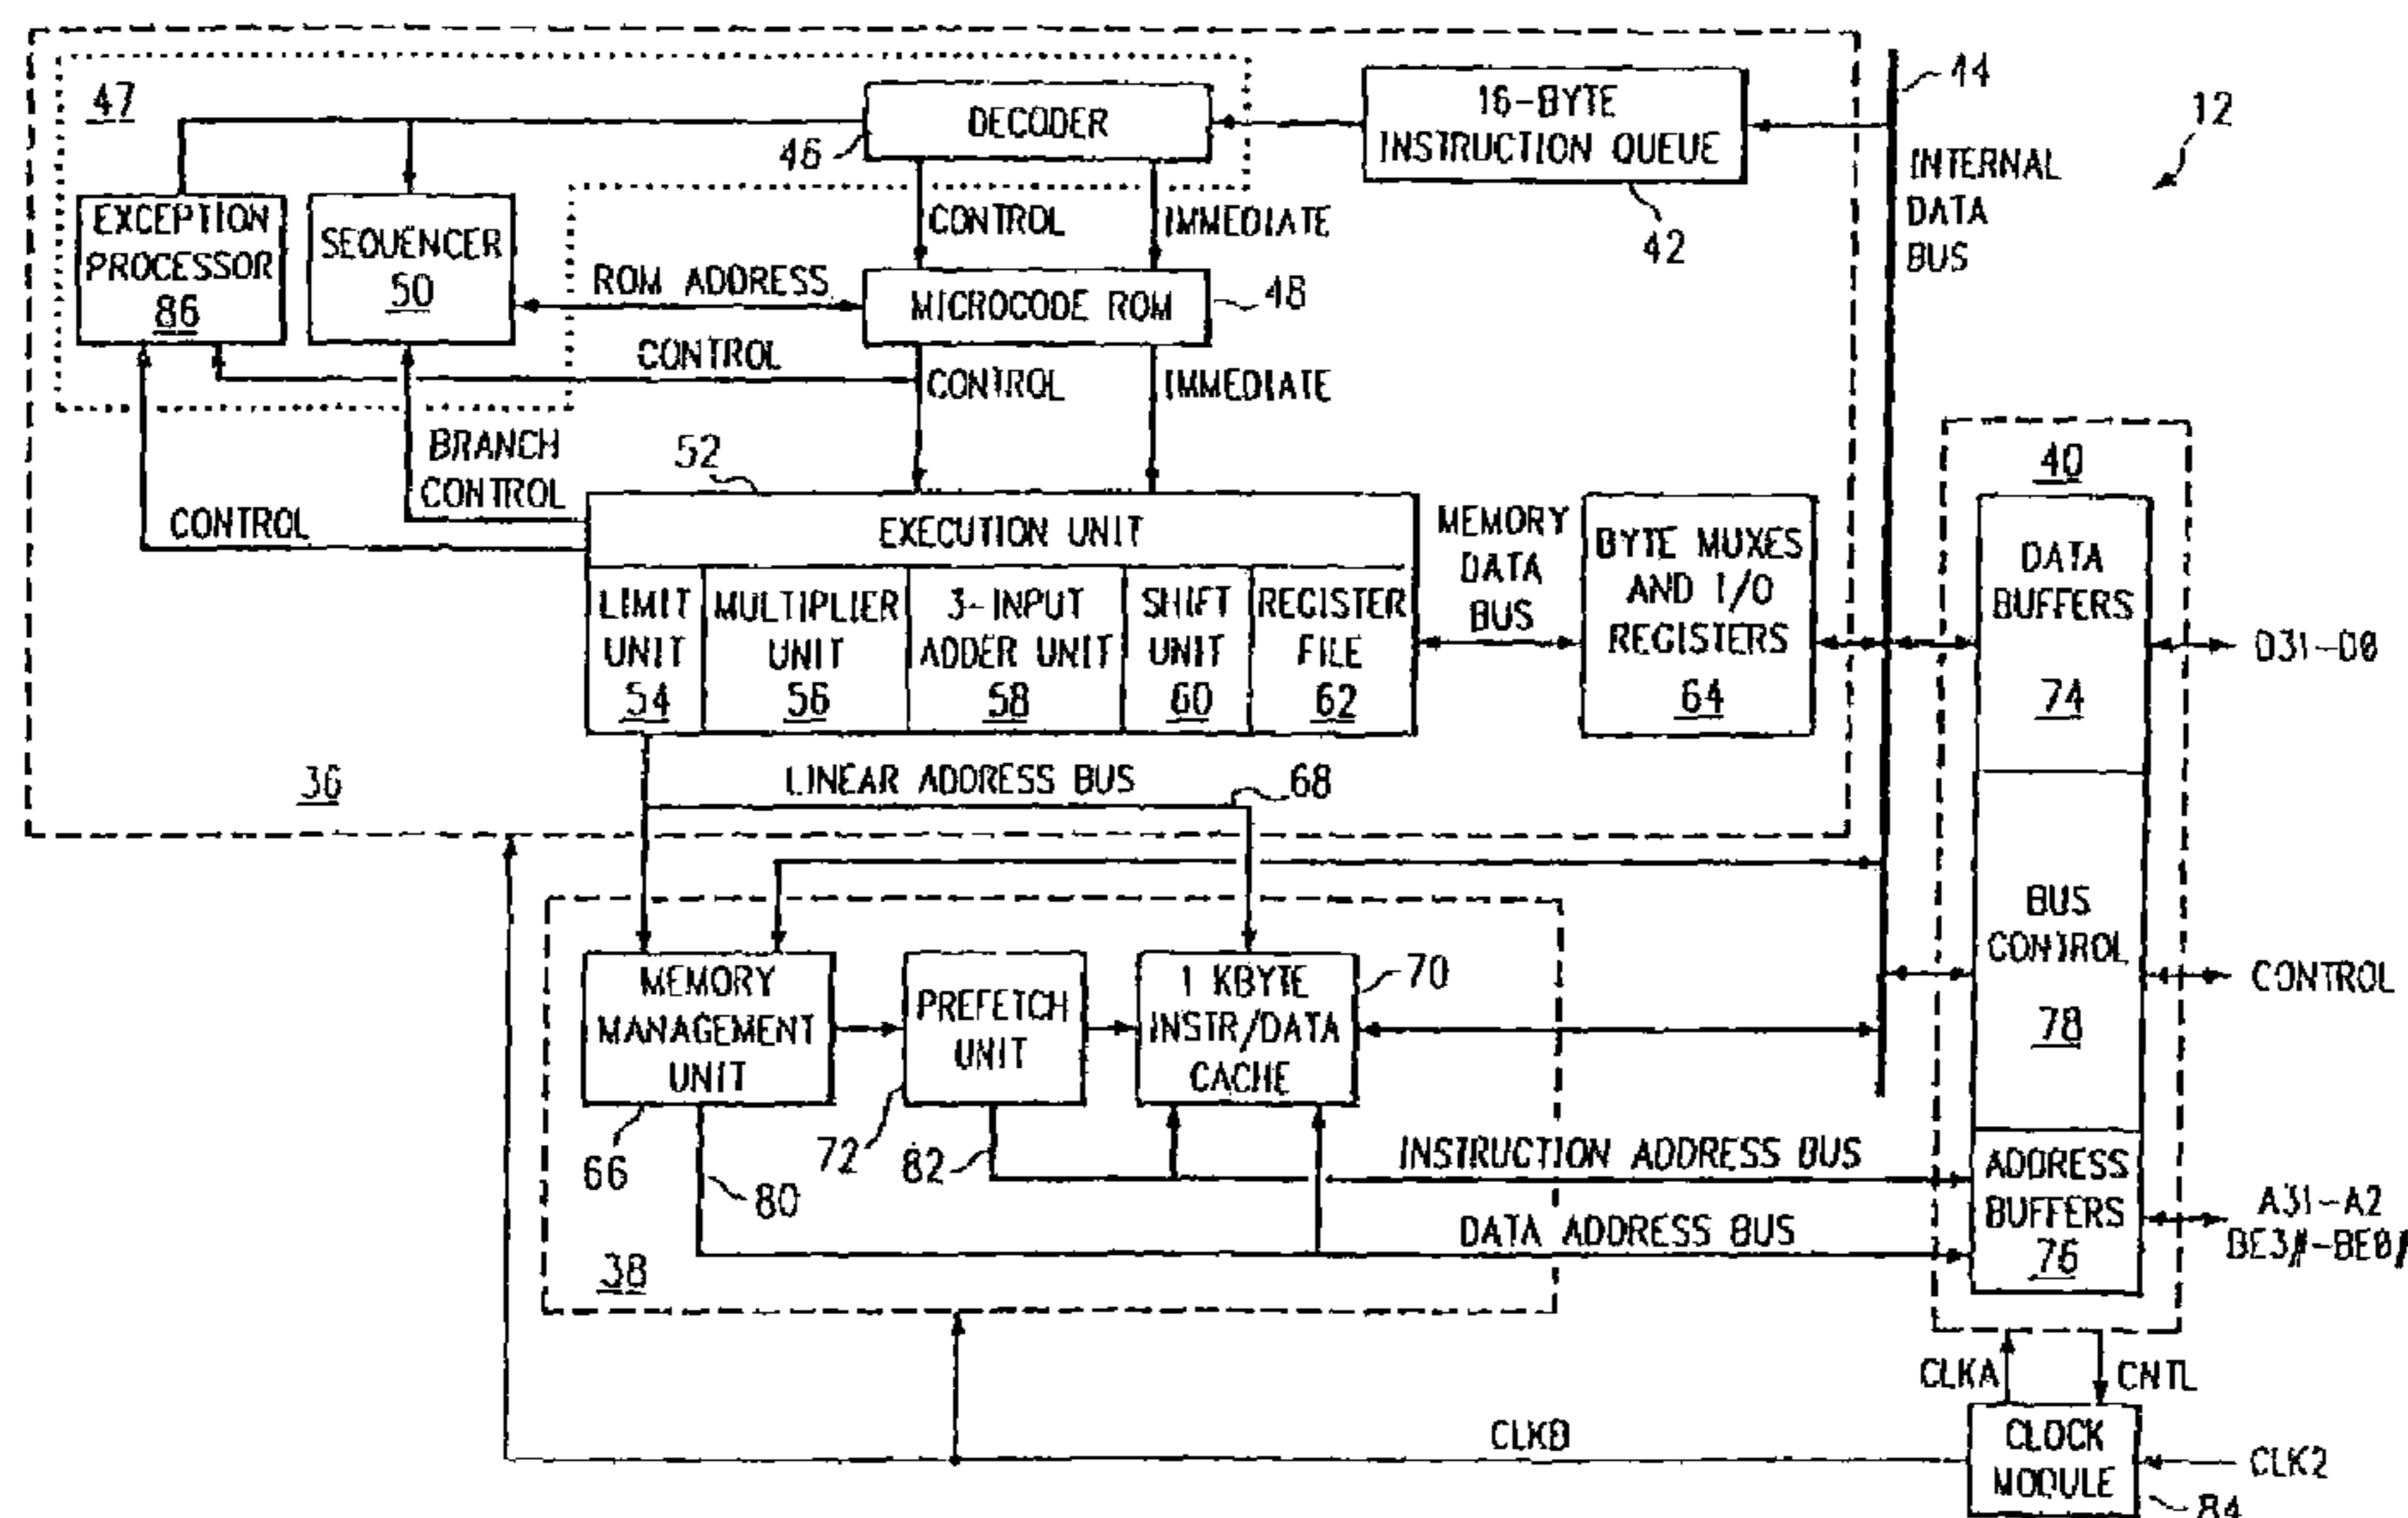 44
12
47
DECODER
46
16-BYTE
INSTRUCTION QUEUE
42
INTERNAL
DATA
BUS
EXCEPTION
PROCESSOR
86
SEQUENCER
50
CONTROL
IMMEDIATE
ROM ADDRESS
MICROCODE ROM
48
CONTROL
CONTROL
IMMEDIATE
BRANCH
CONTROL
CONTROL
52
EXECUTION UNIT
LIMIT
UNIT
54
MULTIPLIER
UNIT
56
3-INPUT
ADDER UNIT
58
SHIFT
UNIT
60
REGISTER
FILE
62
MEMORY
DATA
BUS
BYTE MUXES
AND I/O
REGISTERS
64
40
DATA
BUFFERS
74
D31-D0
36
LINEAR ADDRESS BUS
68
BUS
CONTROL
78
CONTROL
MEMORY
MANAGEMENT
UNIT
66
PREFETCH
UNIT
72
1 KBYTE
INSTR/DATA
CACHE
70
82
80
INSTRUCTION ADDRESS BUS
DATA ADDRESS BUS
38
ADDRESS
BUFFERS
76
A31-A2
BE3#-BE0#
CLKA
CNTL
CLKB
CLOCK
MODULE
84
CLK2